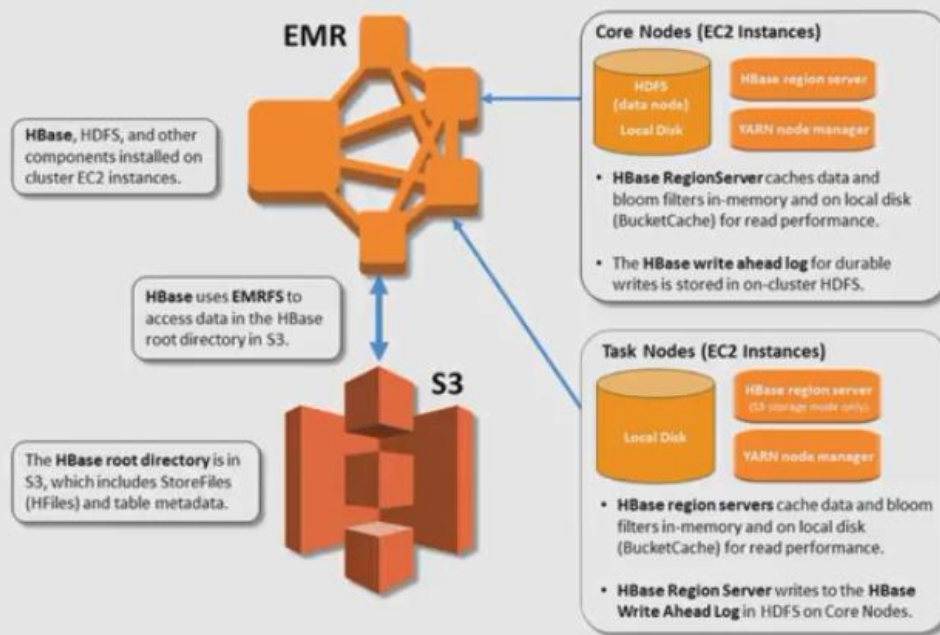 EMR
HBase, HDFS, and other
components installed on
cluster EC2 instances.
HBase uses EMRFS to
access data in the HBase
root directory in S3.
S3
The HBase root directory is in
S3, which includes StoreFiles
(HFiles) and table metadata.
Core Nodes (EC2 Instances)
HDFS
(data node)
Local Disk
HBase region server
YARN node manager
• HBase RegionServer caches data and
bloom filters in-memory and on local disk
(BucketCache) for read performance.
• The HBase write ahead log for durable
writes is stored in on-cluster HDFS.
Task Nodes (EC2 Instances)
Local Disk
HBase region server
(S3 storage mode only)
YARN node manager
• HBase region servers cache data and bloom
filters in-memory and on local disk
(BucketCache) for read performance.
• HBase Region Server writes to the HBase
Write Ahead Log in HDFS on Core Nodes.